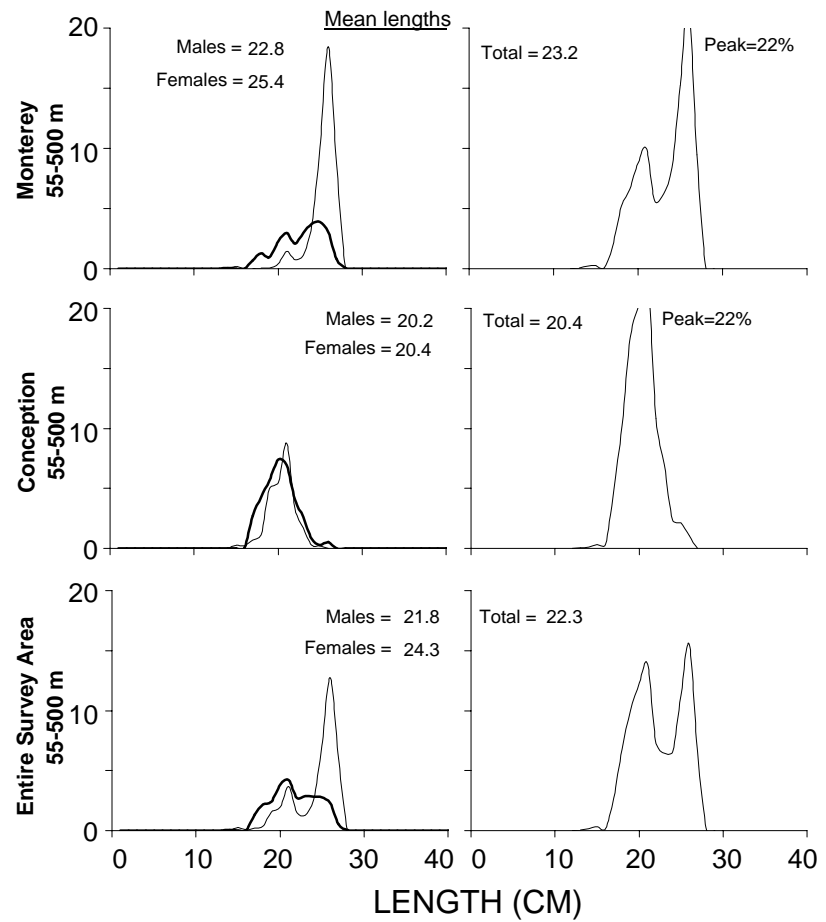 Mean lengths
20
Males = 22.8
Females = 25.4
Total = 23.2
Peak=22%
10
0
Monterey
55-500 m
20
Males = 20.2
Females = 20.4
Total = 20.4
Peak=22%
10
0
Conception
55-500 m
20
Males = 21.8
Females = 24.3
Total = 22.3
10
0
Entire Survey Area
55-500 m
0 10 20 30 40 0 10 20 30 40
LENGTH (CM)